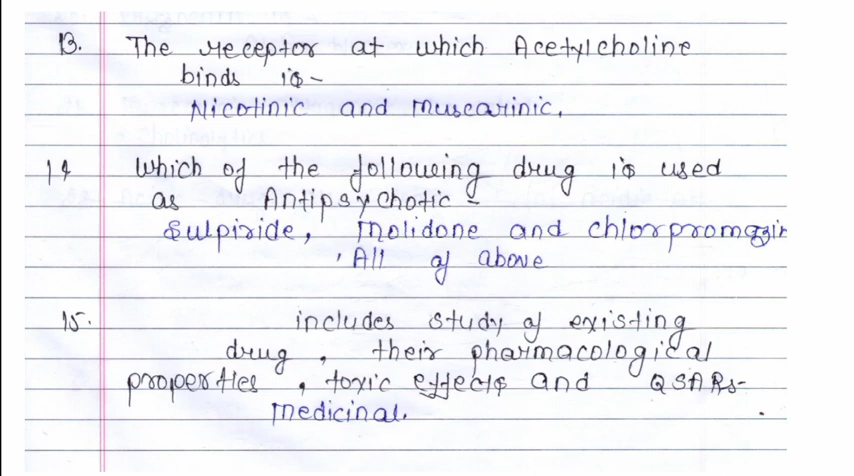 13. The receptor at which Acetylcholine
binds is-
Nicotinic and Muscarinic.
14 Which of the following drug is used
as Antipsychotic -
Sulpiride, Molidone and chlorpromazin
, All of above
15. includes study of existing
drug, their pharmacological
properties, toxic effects and QSARs-
medicinal.